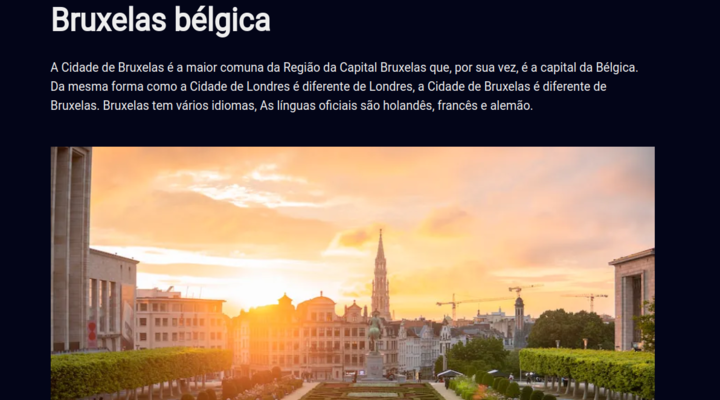 Bruxelas bélgica
A Cidade de Bruxelas é a maior comuna da Região da Capital Bruxelas que, por sua vez, é a capital da Bélgica.
Da mesma forma como a Cidade de Londres é diferente de Londres, a Cidade de Bruxelas é diferente de
Bruxelas. Bruxelas tem vários idiomas, As línguas oficiais são holandês, francês e alemão.